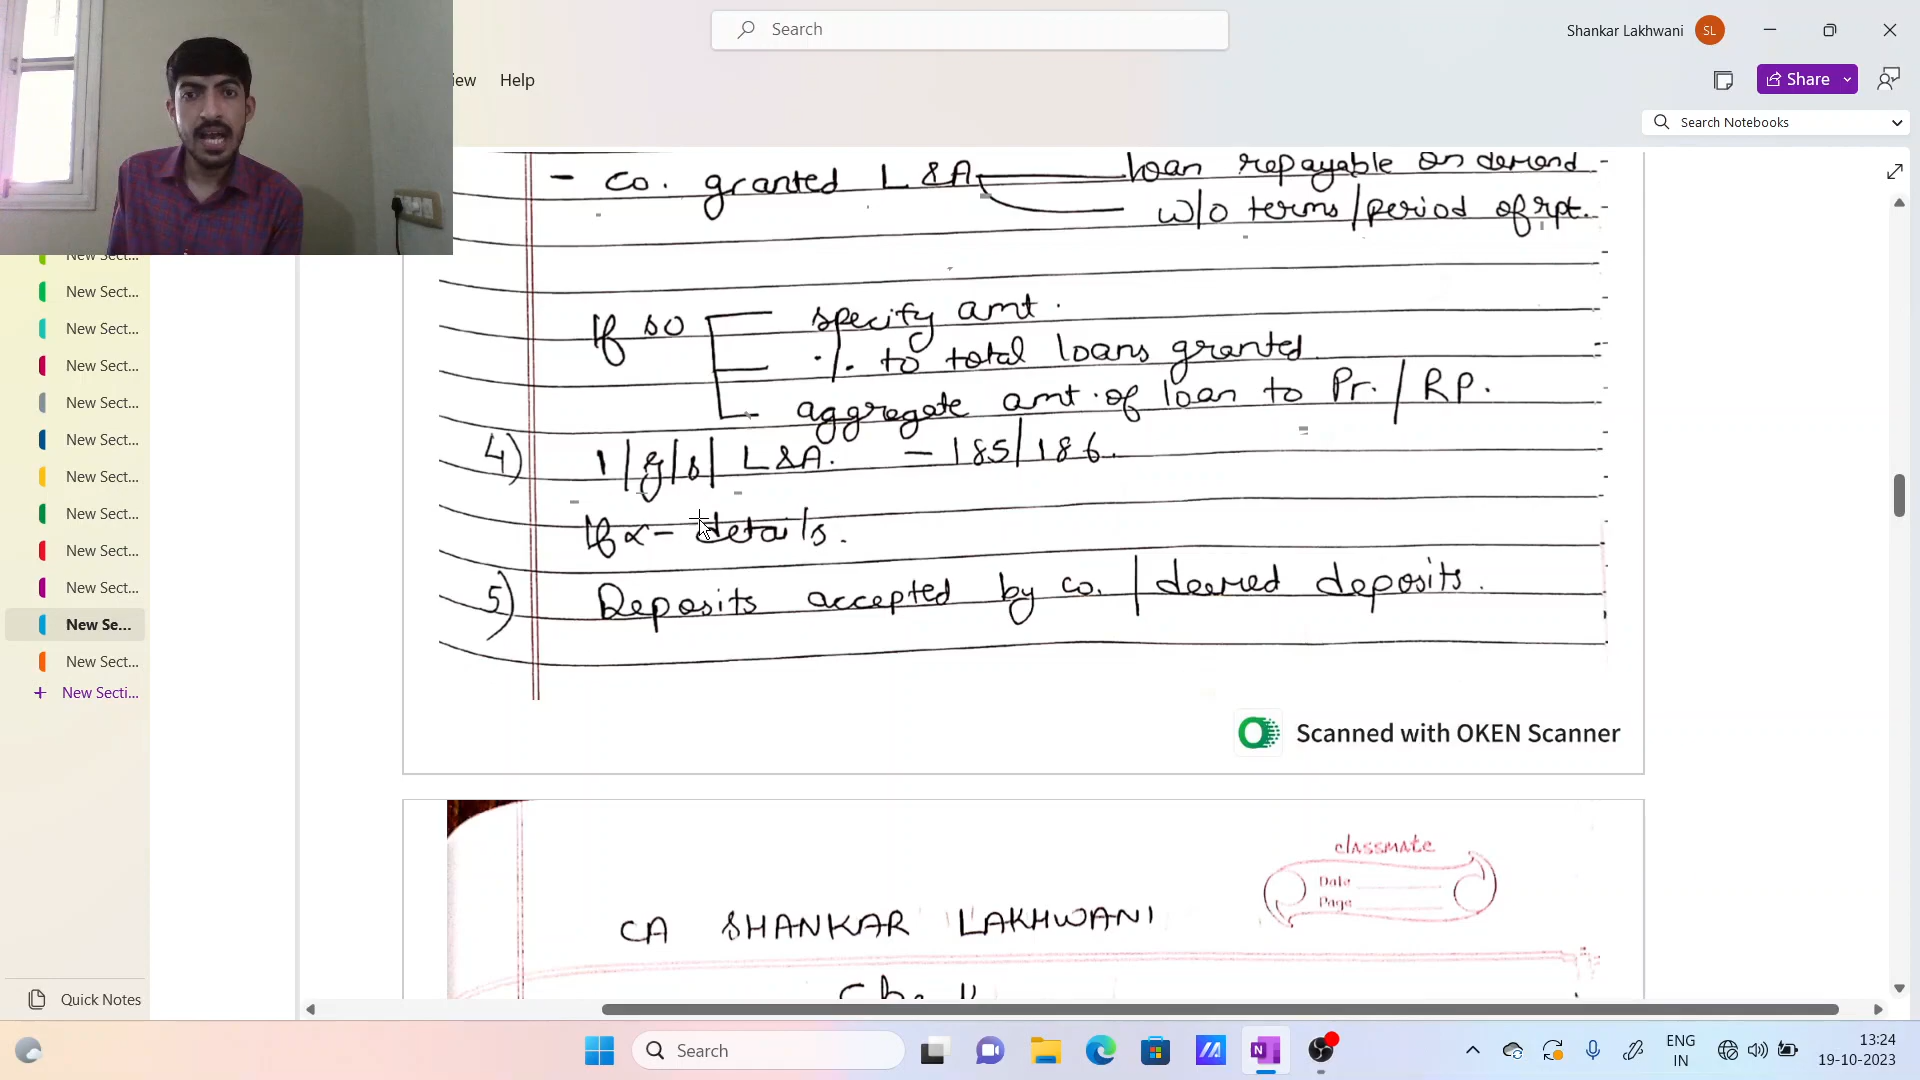 Search
Shankar Lakhwani SL
iew Help
Share
Search Notebooks
- co. granted L&A loan repayable on demand
w/o terms/period of rpt.
If so specify amt.
·/. to total loans granted
aggregate amt. of loan to Pr. / RP.
4) 1/g/s/ L&A. - 185/186.
If x - details.
5) Deposits accepted by co. / deemed deposits.
Scanned with OKEN Scanner
classmate
Date
Page
CA SHANKAR LAKHWANI
New Sect...
New Sect...
New Sect...
New Sect...
New Sect...
New Sect...
New Sect...
New Sect...
New Sect...
New Sect...
New Se...
New Sect...
+ New Secti...
Quick Notes
Search
ENG
IN
13:24
19-10-2023